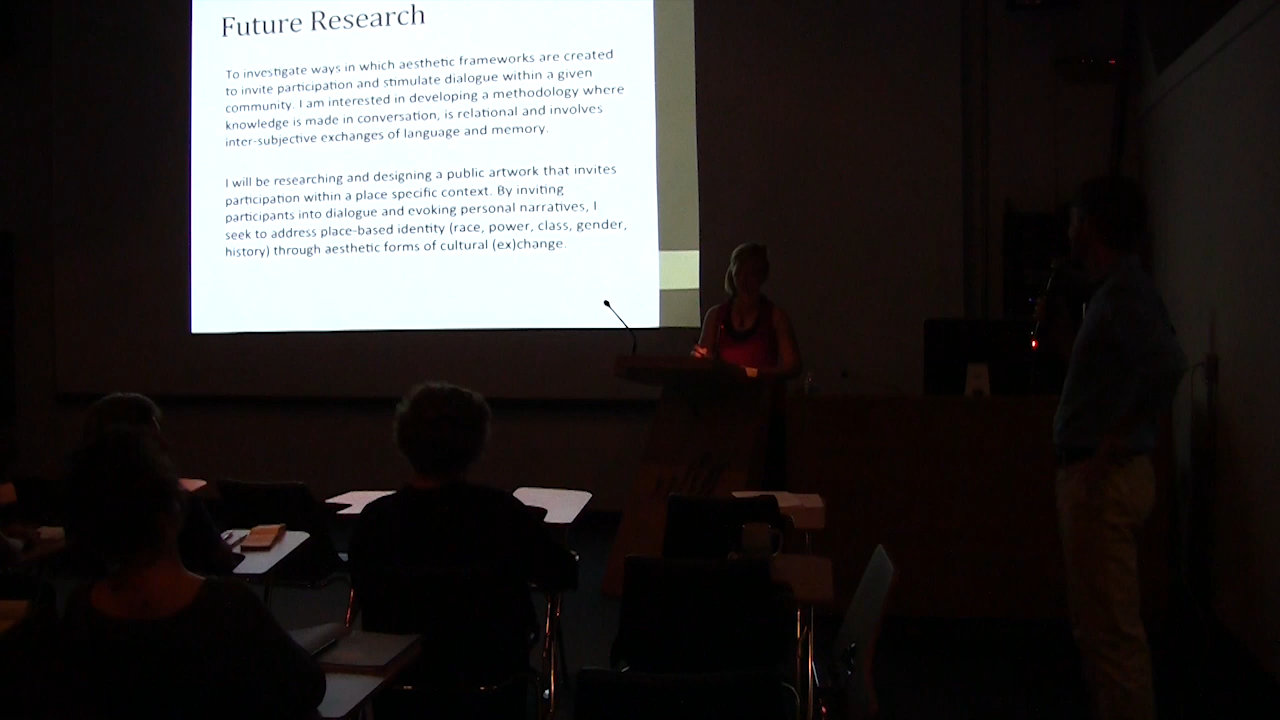 Future Research
To investigate ways in which aesthetic frameworks are created
to invite participation and stimulate dialogue within a given
community. I am interested in developing a methodology where
knowledge is made in conversation, is relational and involves
inter-subjective exchanges of language and memory.
I will be researching and designing a public artwork that invites
participation within a place specific context. By inviting
participants into dialogue and evoking personal narratives, I
seek to address place-based identity (race, power, class, gender,
history) through aesthetic forms of cultural (ex)change.